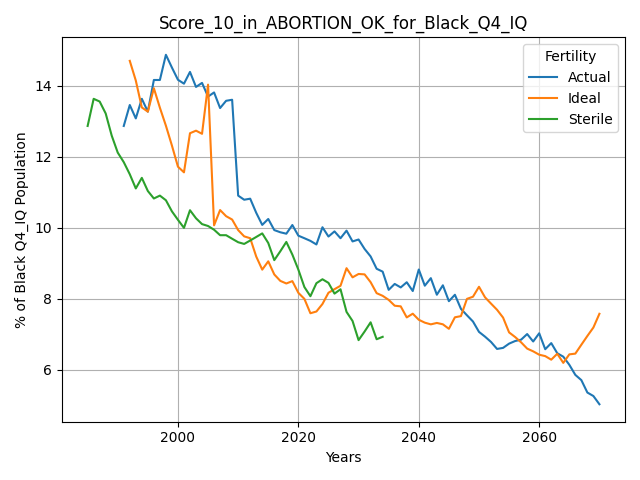 Score_10_in_ABORTION_OK_for_Black_Q4_IQ
Fertility
Actual
Ideal
Sterile
% of Black Q4_IQ Population
14
12
10
8
6
2000
2020
2040
2060
Years